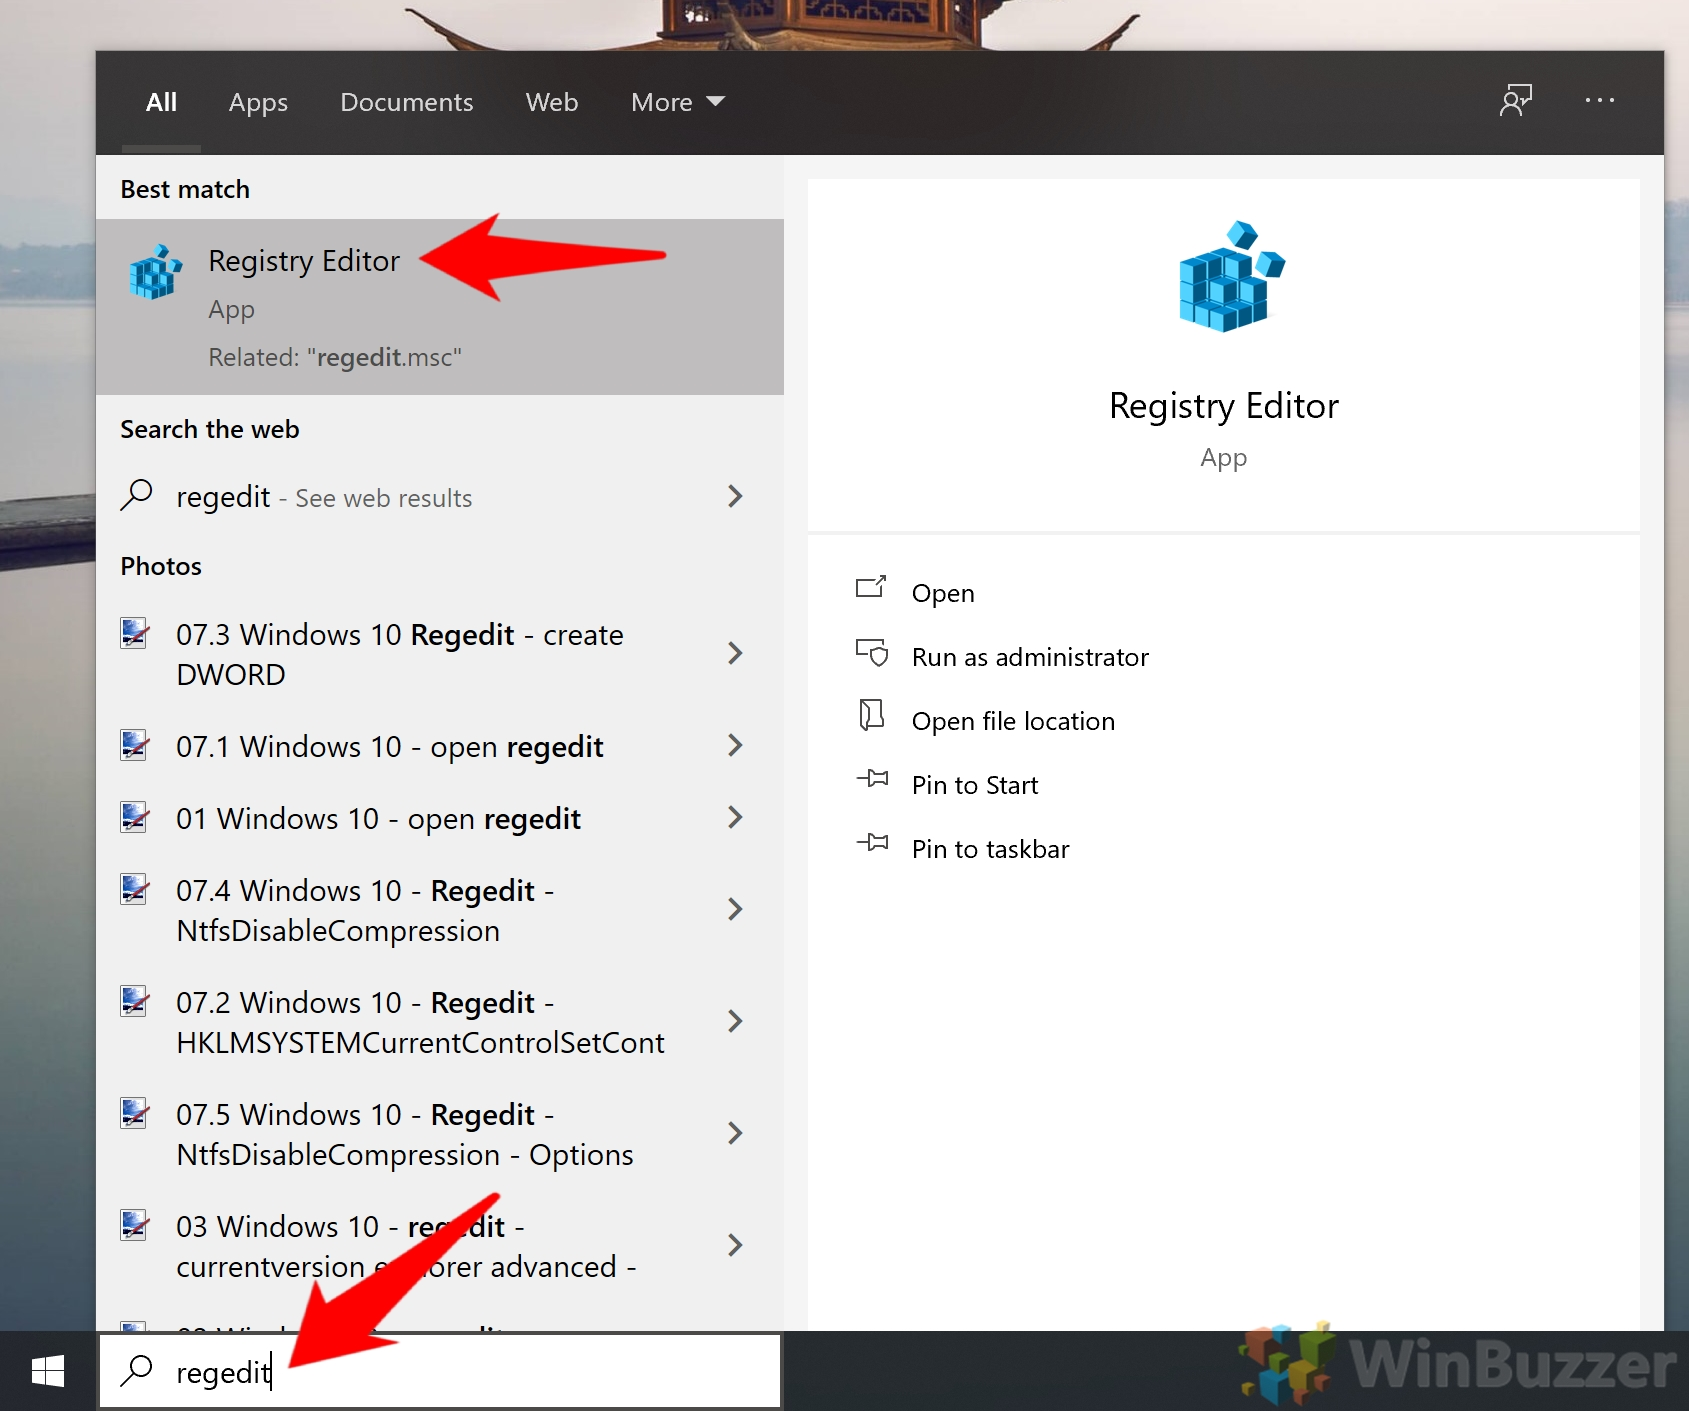 All Apps Documents Web More
Best match
Registry Editor
App
Related: "regedit.msc"
Search the web
regedit - See web results
Photos
07.3 Windows 10 Regedit - create
DWORD
07.1 Windows 10 - open regedit
01 Windows 10 - open regedit
07.4 Windows 10 - Regedit -
NtfsDisableCompression
07.2 Windows 10 - Regedit -
HKLMSYSTEMCurrentControlSetCont
07.5 Windows 10 - Regedit -
NtfsDisableCompression - Options
03 Windows 10 - regedit -
currentversion explorer advanced -
regedit
Registry Editor
App
Open
Run as administrator
Open file location
Pin to Start
Pin to taskbar
WinBuzzer